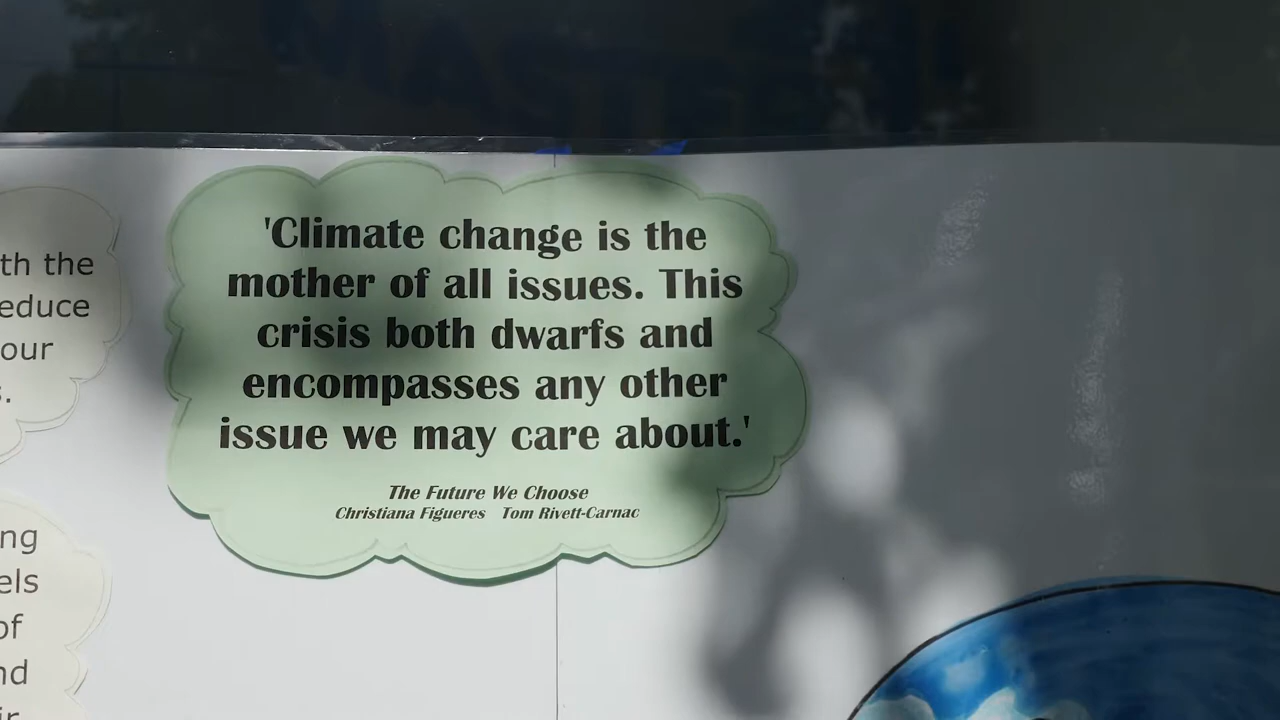 th the
educe
our
s.
'Climate change is the
mother of all issues. This
crisis both dwarfs and
encompasses any other
issue we may care about.'
The Future We Choose
Christiana Figueres Tom Rivett-Carnac
ng
els
of
nd
ir